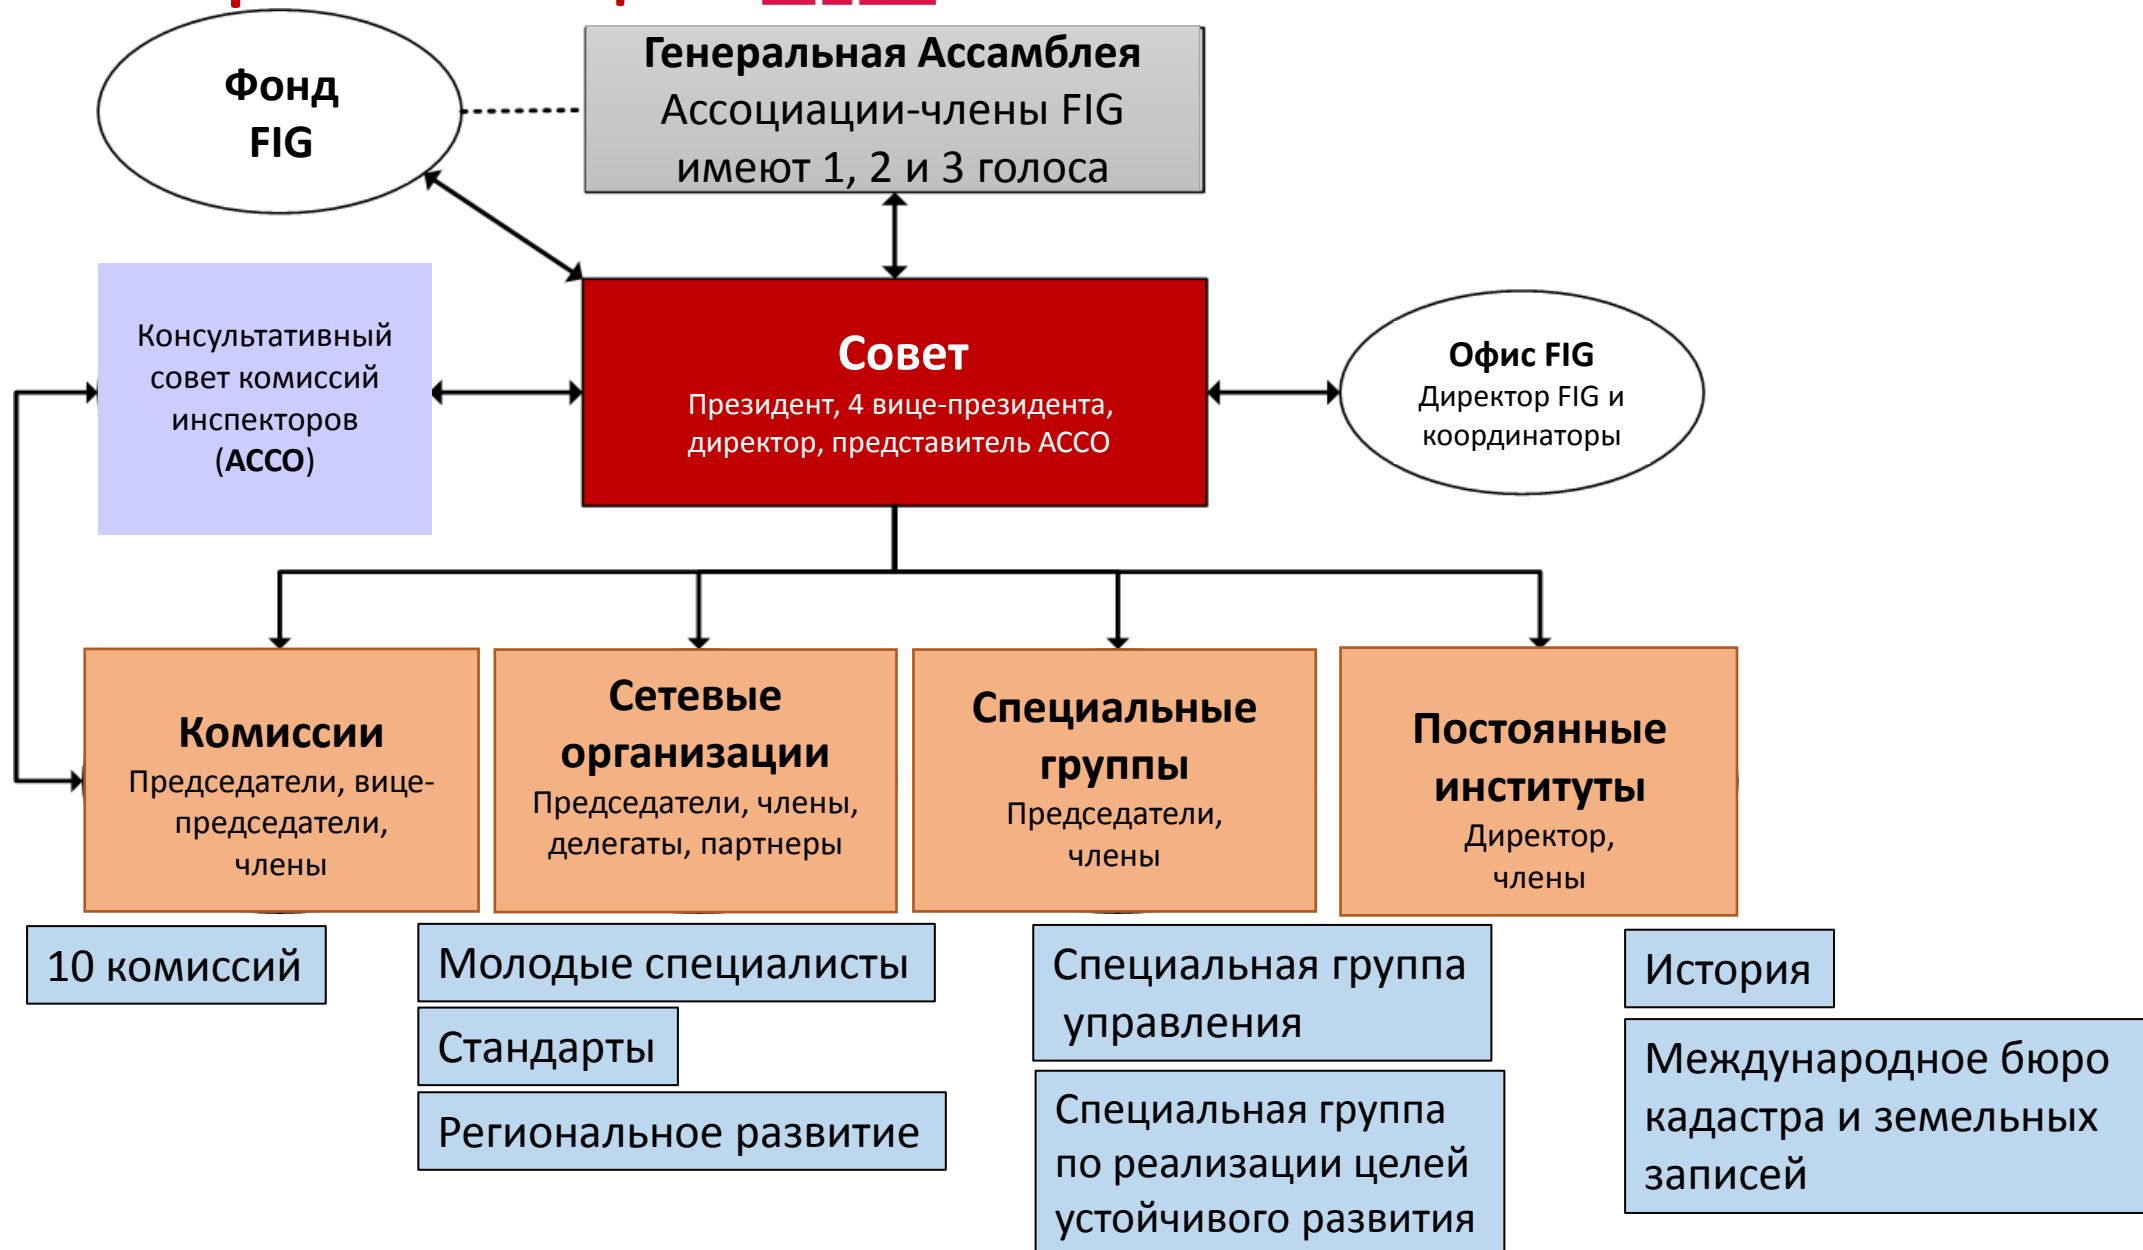 Фонд
FIG
Генеральная Ассамблея
Ассоциации-члены FIG
имеют 1, 2 и 3 голоса
Консультативный
совет комиссий
инспекторов
(АССО)
Совет
Президент, 4 вице-президента,
директор, представитель АССО
Офис FIG
Директор FIG и
координаторы
Комиссии
Председатели, вице-
председатели,
члены
Сетевые
организации
Председатели, члены,
делегаты, партнеры
Специальные
группы
Председатели,
члены
Постоянные
институты
Директор,
члены
10 комиссий
Молодые специалисты
Стандарты
Региональное развитие
Специальная группа
управления
Специальная группа
по реализации целей
устойчивого развития
История
Международное бюро
кадастра и земельных
записей